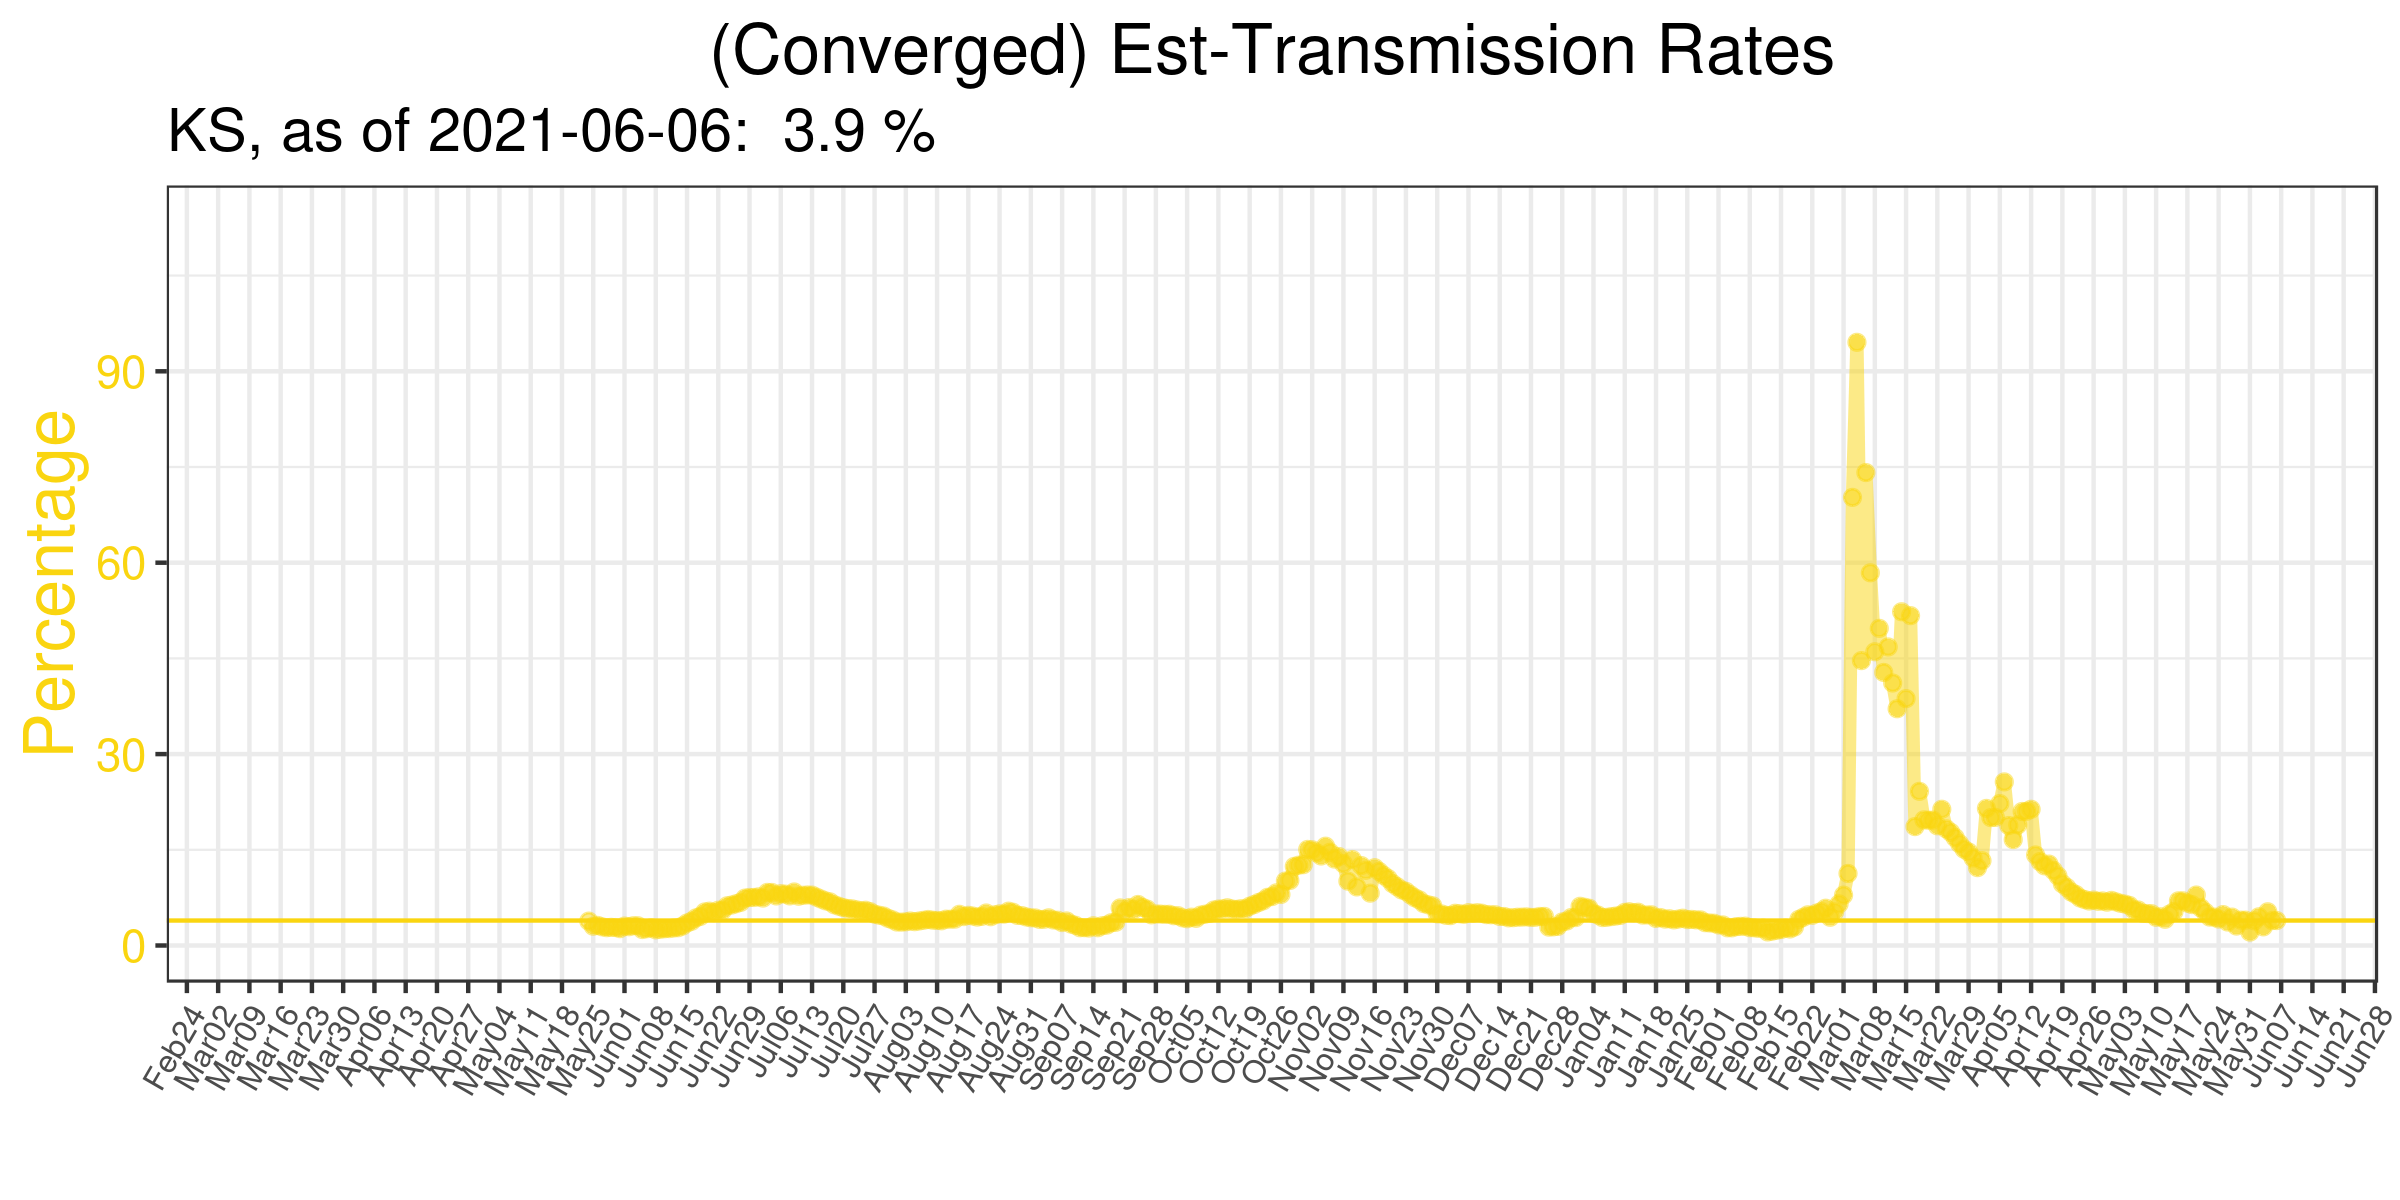 (Converged) Est-Transmission Rates
KS, as of 2021-06-06:  3.9 %
Percentage
90
60
30
0
Feb24
Mar02
Mar09
Mar16
Mar23
Mar30
Apr06
Apr13
Apr20
Apr27
May04
May11
May18
May25
Jun01
Jun08
Jun15
Jun22
Jun29
Jul06
Jul13
Jul20
Jul27
Aug03
Aug10
Aug17
Aug24
Aug31
Sep07
Sep14
Sep21
Sep28
Oct05
Oct12
Oct19
Oct26
Nov02
Nov09
Nov16
Nov23
Nov30
Dec07
Dec14
Dec21
Dec28
Jan04
Jan11
Jan18
Jan25
Feb01
Feb08
Feb15
Feb22
Mar01
Mar08
Mar15
Mar22
Mar29
Apr05
Apr12
Apr19
Apr26
May03
May10
May17
May24
May31
Jun07
Jun14
Jun21
Jun28